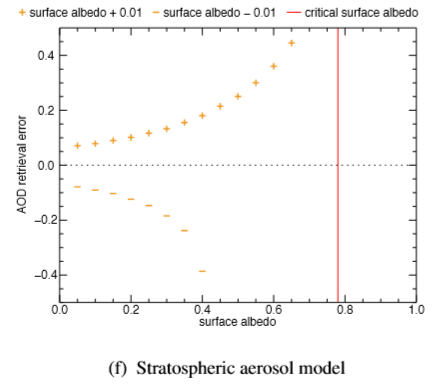 + surface albedo + 0.01 − surface albedo − 0.01 — critical surface albedo
0.4
0.2
0.0
−0.2
−0.4
AOD retrieval error
0.0 0.2 0.4 0.6 0.8 1.0
surface albedo
(f) Stratospheric aerosol model